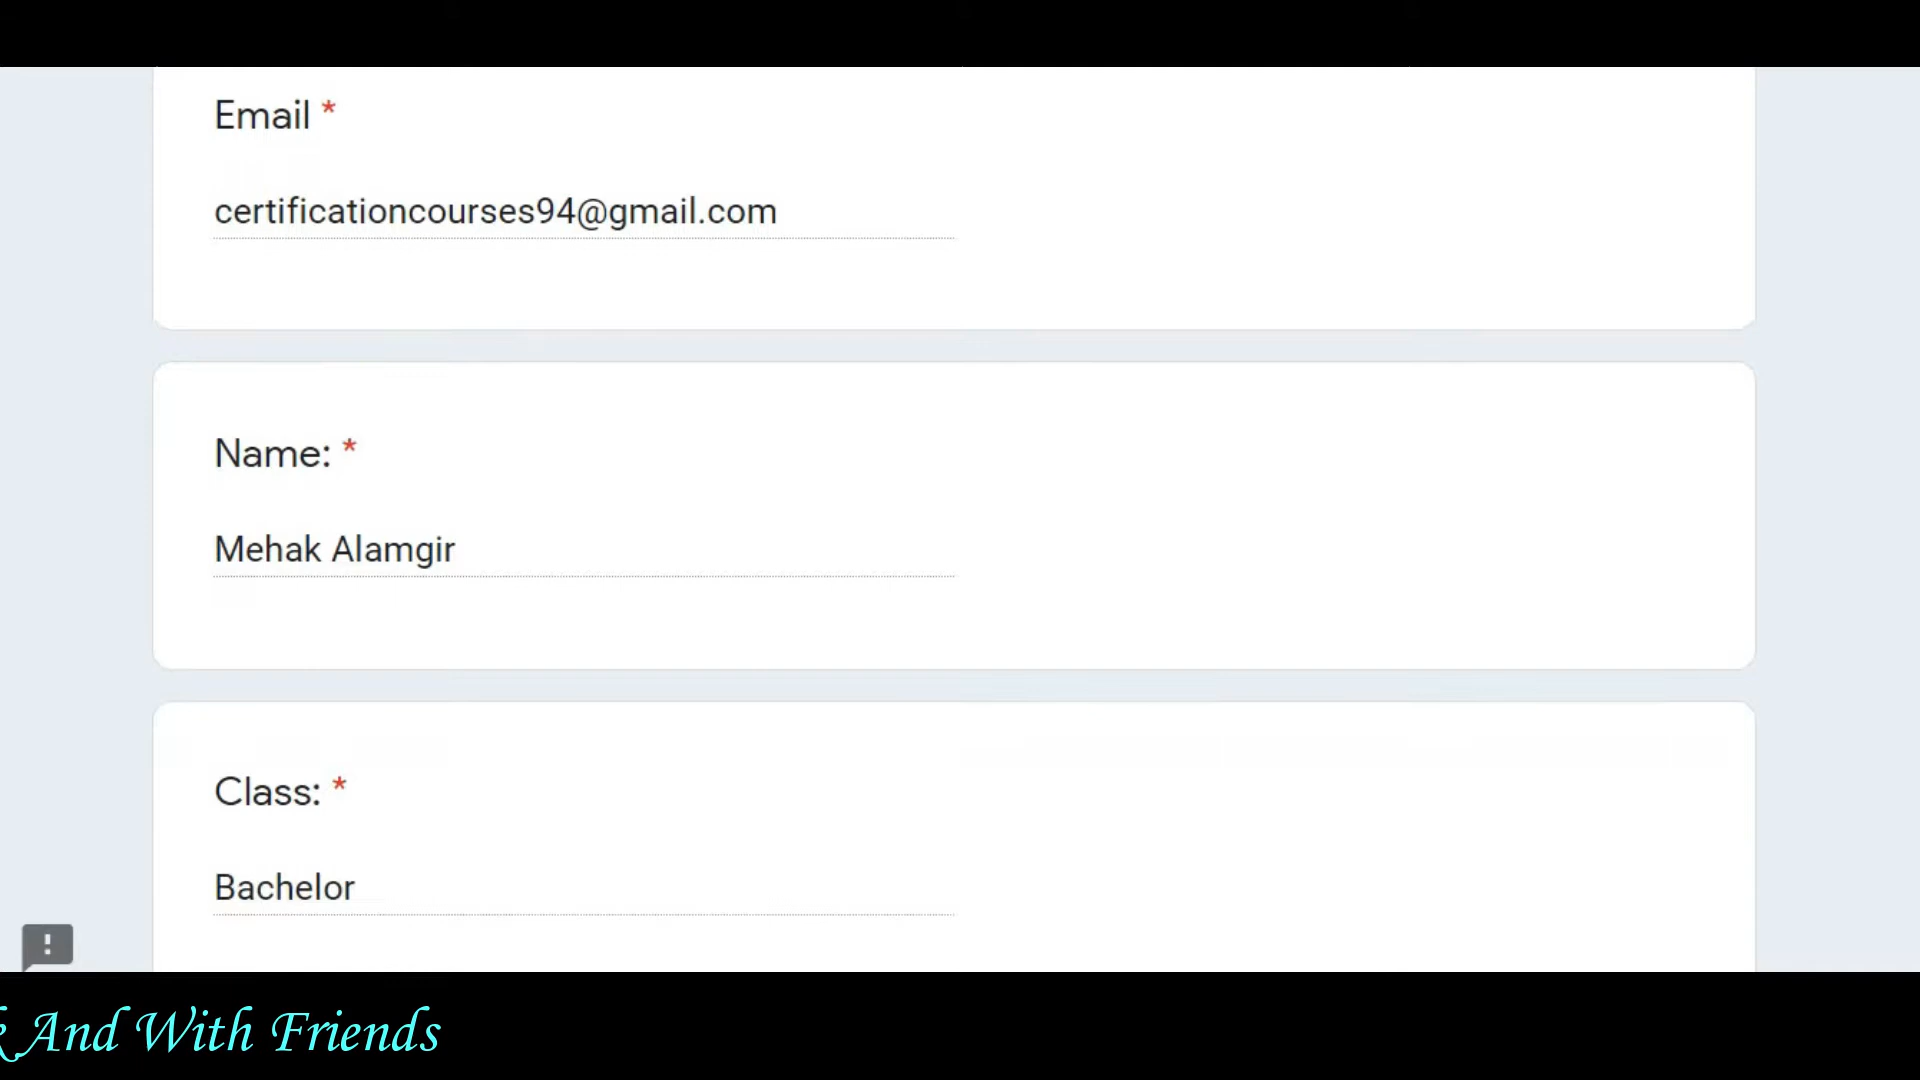 Email *
certificationcourses94@gmail.com
Name: *
Mehak Alamgir
Class: *
Bachelor
And With Friends